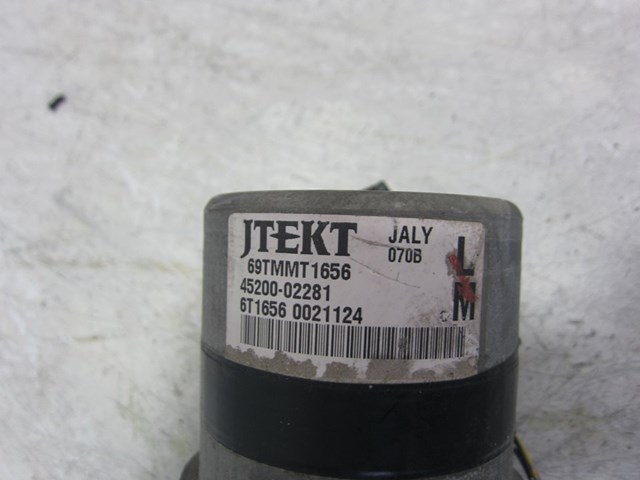 JTEKT JALY L
69TMMT1656 070B
45200-02281 M
6T1656 0021124